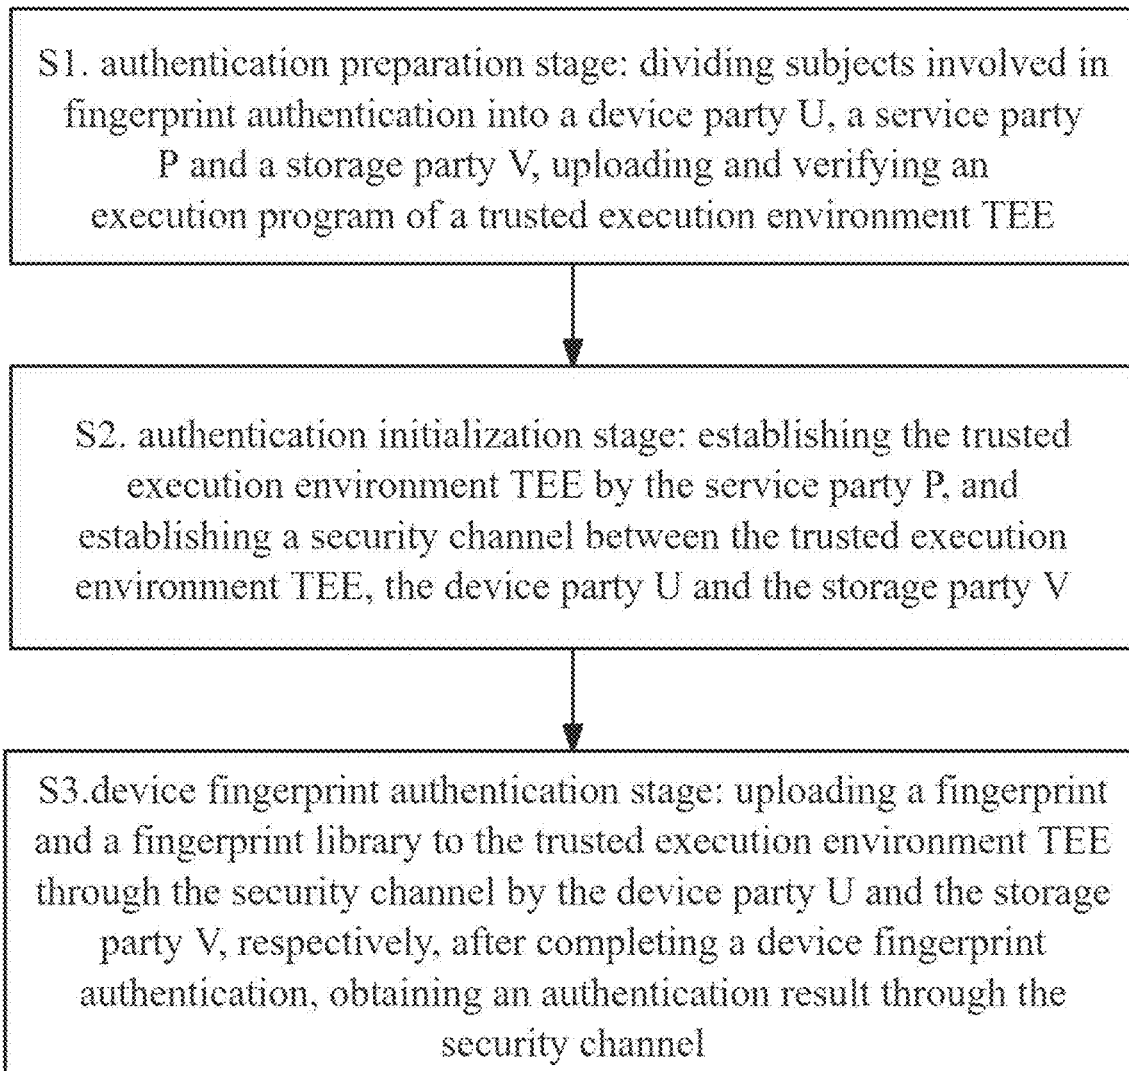 S1. authentication preparation stage: dividing subjects involved in
fingerprint authentication into a device party U, a service party
P and a storage party V, uploading and verifying an
execution program of a trusted execution environment TEE
S2. authentication initialization stage: establishing the trusted
execution environment TEE by the service party P, and
establishing a security channel between the trusted execution
environment TEE, the device party U and the storage party V
S3.device fingerprint authentication stage: uploading a fingerprint
and a fingerprint library to the trusted execution environment TEE
through the security channel by the device party U and the storage
party V, respectively, after completing a device fingerprint
authentication, obtaining an authentication result through the
security channel